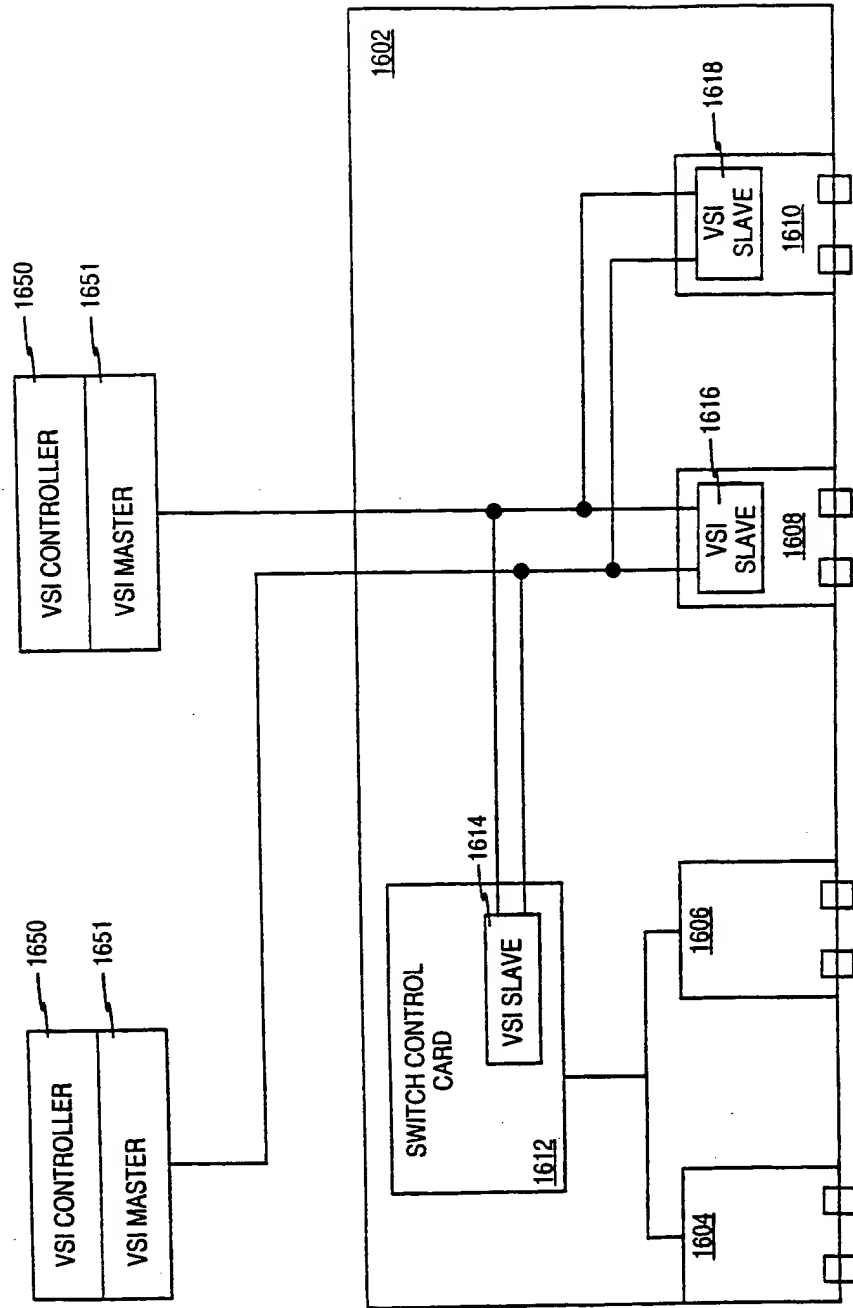 1650
VSI CONTROLLER
1651
VSI MASTER
1650
VSI CONTROLLER
1651
VSI MASTER
1602
SWITCH CONTROL
CARD
1614
VSI SLAVE
1612
1604
1606
1616
VSI
SLAVE
1608
1618
VSI
SLAVE
1610